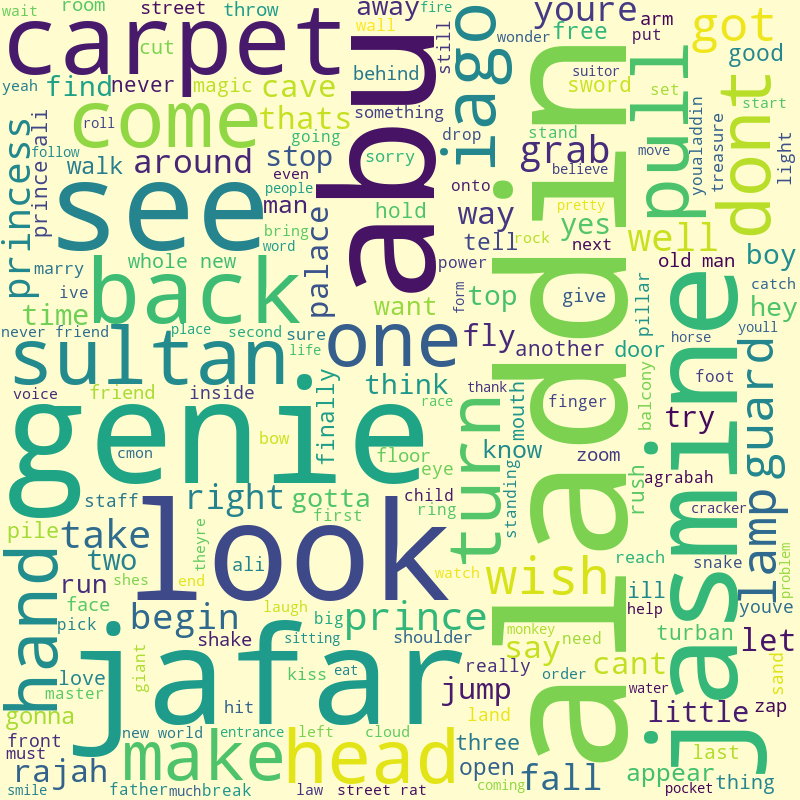 wait
room
street
throw
away
fire
youre
arm
got
carpet
cut
wall
still
iago
wonder
free
put
good
yeah
find
never
magic
cave
behind
suitor
sword
set
start
come
thats
something
drop
stand
pull
dont
light
roll
going
abu
grab
believe
move
youaladdin
treasure
princess
prince ali
follow
walk
around
stop
sorry
onto
aladdin
see
even
people
man
hold
way
pretty
yes
well
boy
bring
word
palace
tell
rock
next
old man
marry
whole new
power
back
ive
want
form
top
give
pillar
catch
hey
time
never friend
place
second
sure
one
fly
another
door
horse
youll
sultan
life
think
thank
foot
jasmine
guard
voice
friend
inside
finally
race
mouth
finger
balcony
try
genie
bow
turn
know
zoom
cmon
floor
eye
standing
rush
agrabah
staff
right
gotta
child
ring
cracker
lamp
pile
take
first
look
hand
two
theyre
watch
wish
reach
snake
problem
run
shes
ali
end
ill
youve
face
begin
laugh
big
prince
monkey
help
pick
shake
sitting
shoulder
say
need
turban
let
jafar
love
master
giant
kiss
eat
really
order
cant
sand
gonna
hit
jump
water
little
zap
front
new world
entrance
left
cloud
land
must
make
head
three
last
rajah
open
fall
appear
thing
smile
father
much
break
law
street rat
coming
pocket